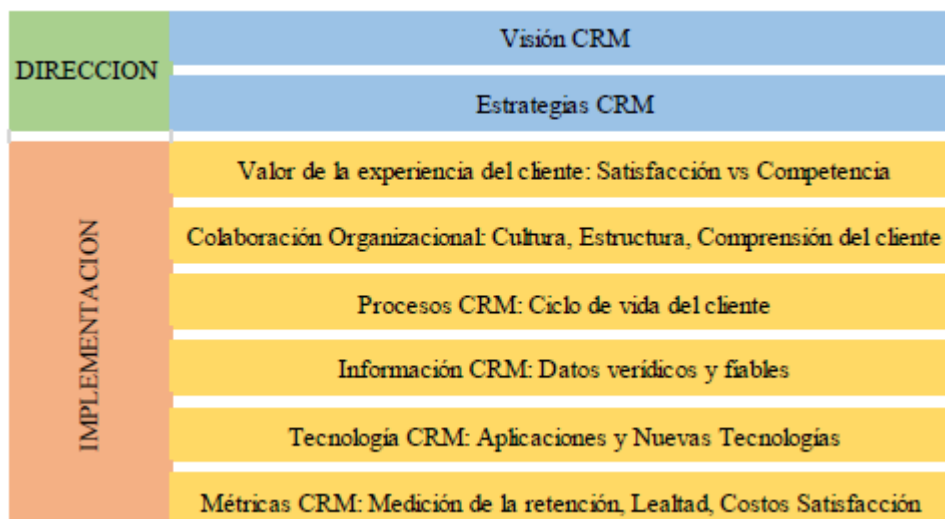 DIRECCION
Visión CRM
Estrategias CRM
IMPLEMENTACION
Valor de la experiencia del cliente: Satisfacción vs Competencia
Colaboración Organizacional: Cultura, Estructura, Comprensión del cliente
Procesos CRM: Ciclo de vida del cliente
Información CRM: Datos verídicos y fiables
Tecnología CRM: Aplicaciones y Nuevas Tecnologías
Métricas CRM: Medición de la retención, Lealtad, Costos Satisfacción